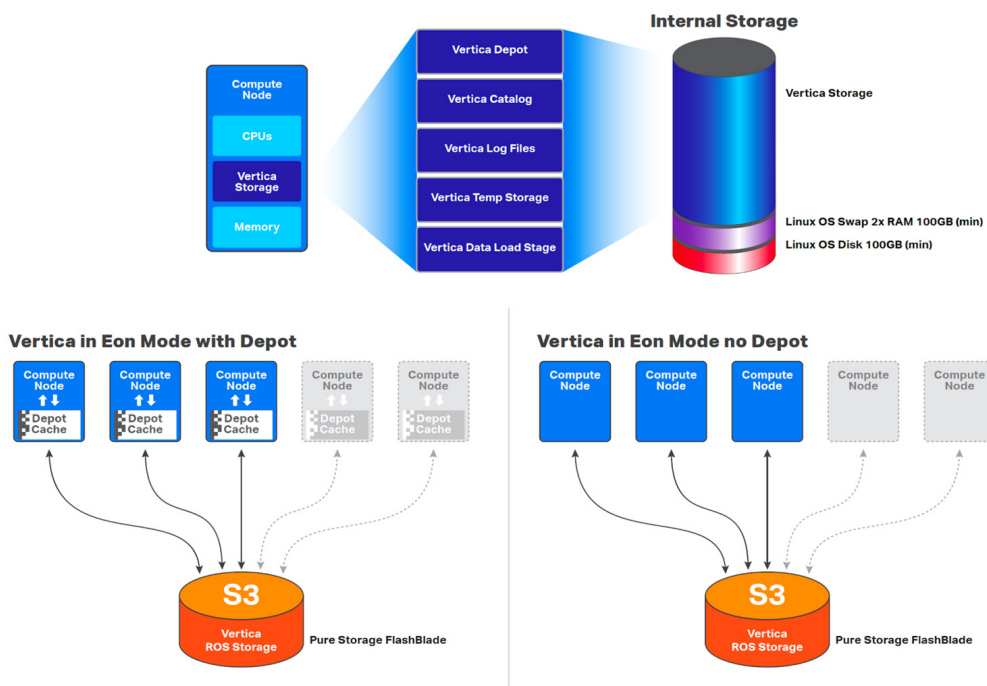 Internal Storage
Compute
Node
CPUs
Vertica
Storage
Memory
Vertica Depot
Vertica Catalog
Vertica Log Files
Vertica Temp Storage
Vertica Data Load Stage
Vertica Storage
Linux OS Swap 2x RAM 100GB (min)
Linux OS Disk 100GB (min)
Vertica in Eon Mode with Depot
Compute
Node
Depot
Cache
Compute
Node
Depot
Cache
Compute
Node
Depot
Cache
Compute
Node
Depot
Cache
Compute
Node
Depot
Cache
S3
Vertica
ROS Storage
Pure Storage FlashBlade
Vertica in Eon Mode no Depot
Compute
Node
Compute
Node
Compute
Node
Compute
Node
Compute
Node
S3
Vertica
ROS Storage
Pure Storage FlashBlade